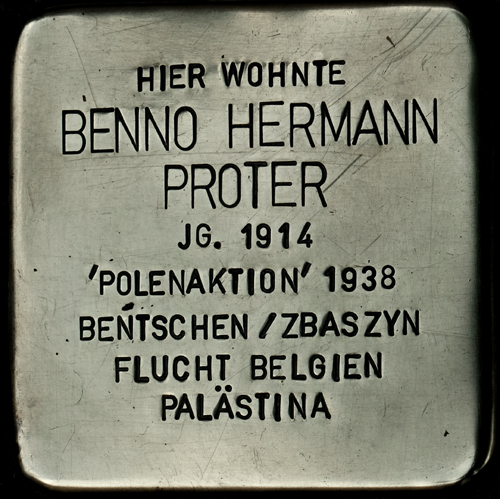 HIER WOHNTE
BENNO HERMANN
PROTER
JG. 1914
'POLENAKTION' 1938
BENTSCHEN / ZBASZYN
FLUCHT BELGIEN
PALÄSTINA